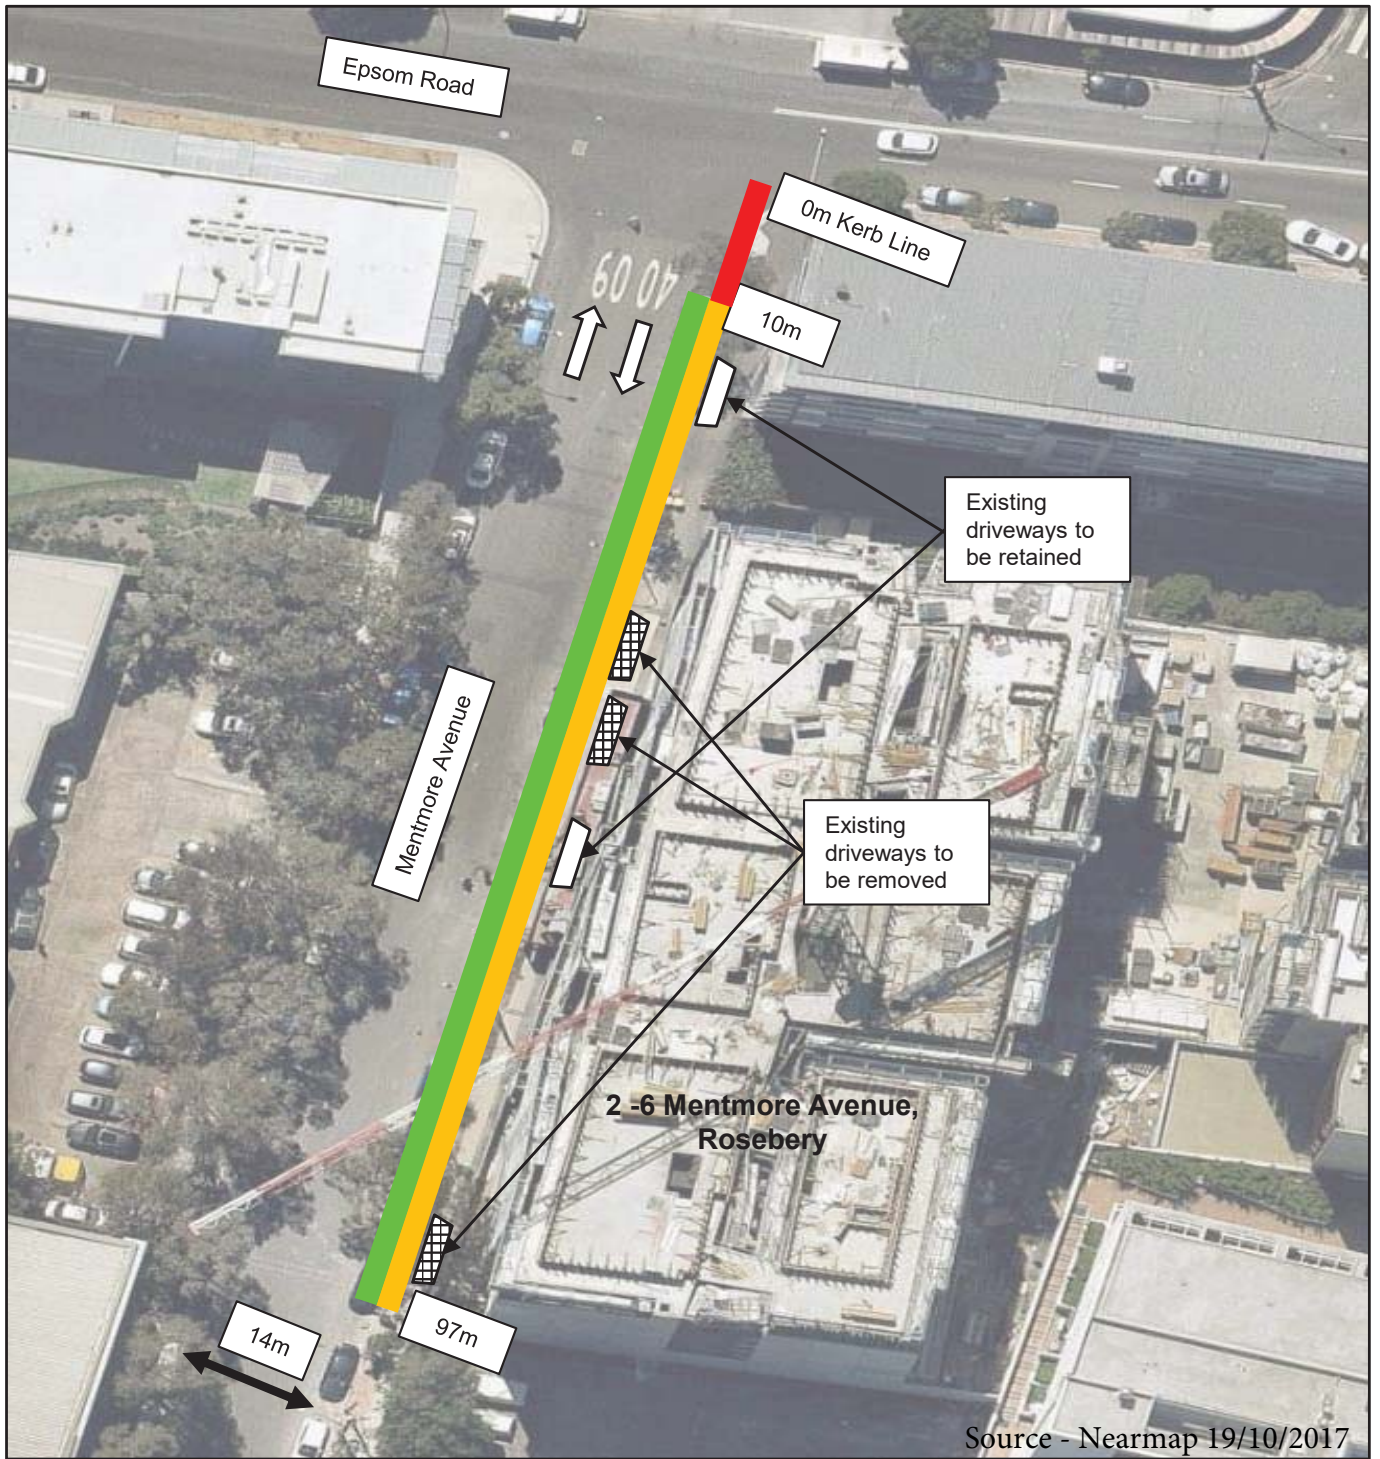 Epsom Road
0m Kerb Line
40 60
10m
Existing
driveways to
be retained
Mentmore Avenue
Existing
driveways to
be removed
2 -6 Mentmore Avenue,
Rosebery
97m
14m
Source - Nearmap 19/10/2017